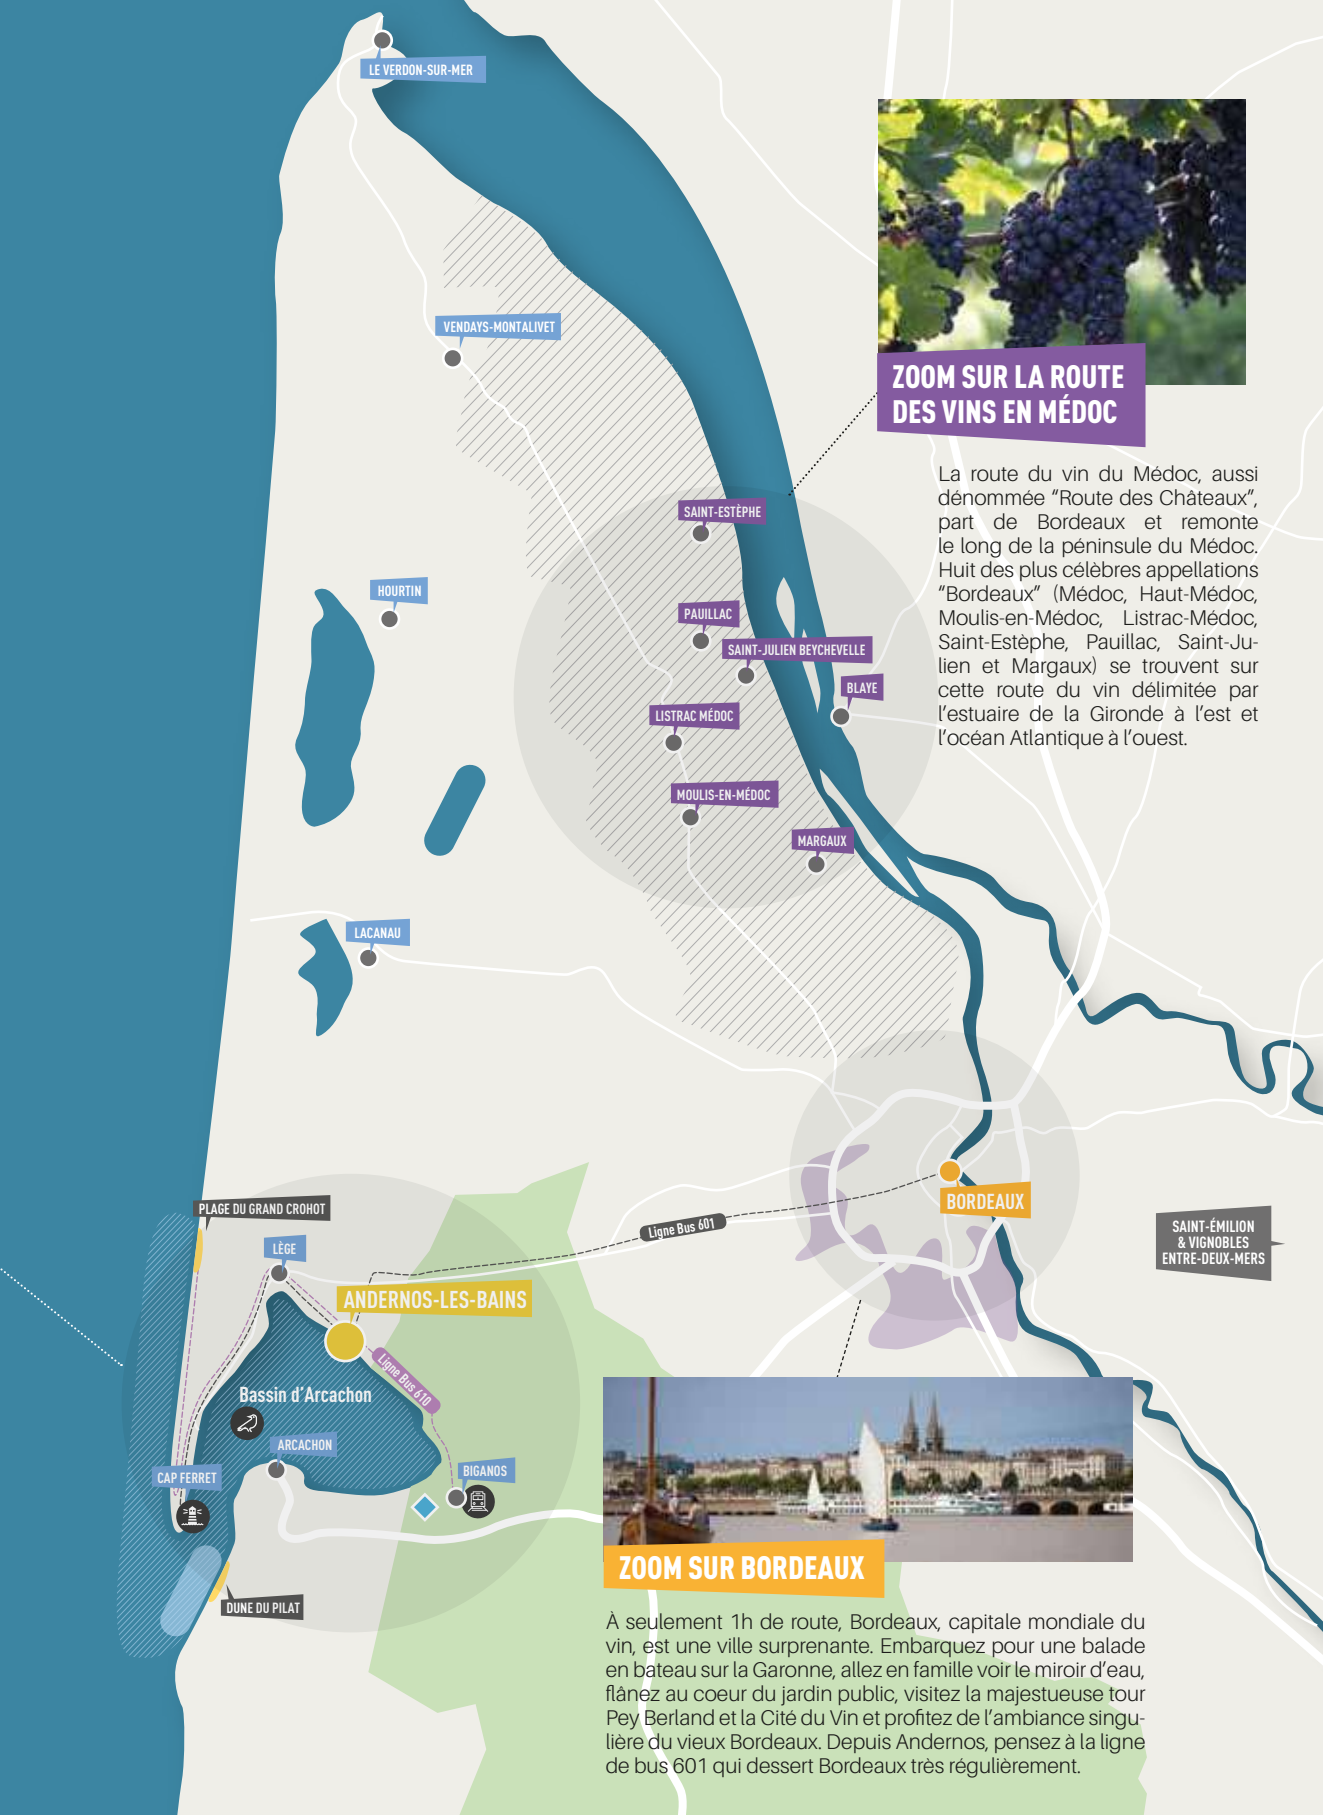 LE VERDON-SUR-MER
VENDAYS-MONTALIVET
ZOOM SUR LA ROUTE
DES VINS EN MÉDOC
La route du vin du Médoc, aussi
dénommée “Route des Châteaux”,
part de Bordeaux et remonte
le long de la péninsule du Médoc.
Huit des plus célèbres appellations
“Bordeaux” (Médoc, Haut-Médoc,
Moulis-en-Médoc, Listrac-Médoc,
Saint-Estèphe, Pauillac, Saint-Ju-
lien et Margaux) se trouvent sur
cette route du vin délimitée par
l’estuaire de la Gironde à l’est et
l’océan Atlantique à l’ouest.
SAINT-ESTÈPHE
HOURTIN
PAUILLAC
SAINT-JULIEN BEYCHEVELLE
BLAYE
LISTRAC MÉDOC
MOULIS-EN-MÉDOC
MARGAUX
LACANAU
PLAGE DU GRAND CROHOT
LÈGE
Ligne Bus 601
BORDEAUX
SAINT-ÉMILION
& VIGNOBLES
ENTRE-DEUX-MERS
ANDERNOS-LES-BAINS
Ligne Bus 610
Bassin d’Arcachon
ARCACHON
CAP FERRET
BIGANOS
DUNE DU PILAT
ZOOM SUR BORDEAUX
À seulement 1h de route, Bordeaux, capitale mondiale du
vin, est une ville surprenante. Embarquez pour une balade
en bateau sur la Garonne, allez en famille voir le miroir d’eau,
flânez au coeur du jardin public, visitez la majestueuse tour
Pey Berland et la Cité du Vin et profitez de l’ambiance singu-
lière du vieux Bordeaux. Depuis Andernos, pensez à la ligne
de bus 601 qui dessert Bordeaux très régulièrement.